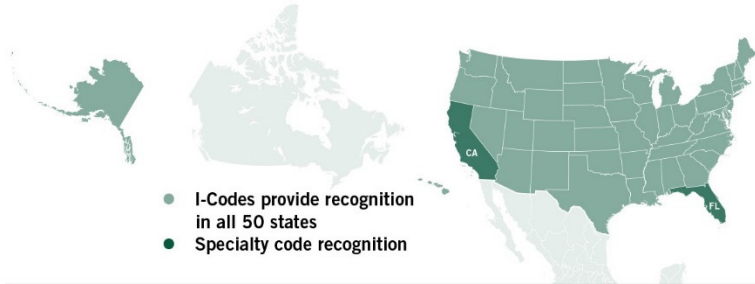 CA
FL
I-Codes provide recognition
in all 50 states
Specialty code recognition